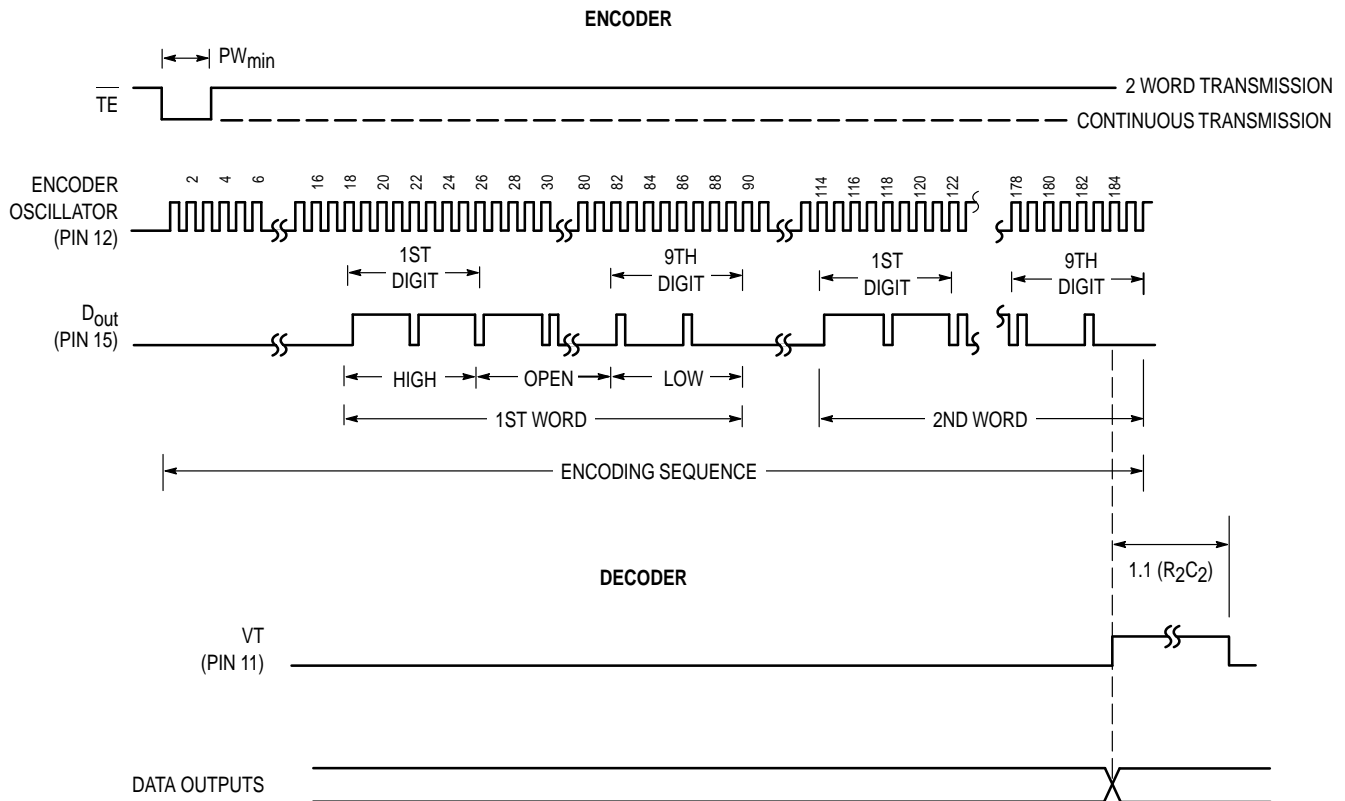 ENCODER
PWmin
TE
2 WORD TRANSMISSION
CONTINUOUS TRANSMISSION
ENCODER
OSCILLATOR
(PIN 12)
2 4 6 16 18 20 22 24 26 28 30 80 82 84 86 88 90 114 116 118 120 122 178 180 182 184
1ST
DIGIT
9TH
DIGIT
1ST
DIGIT
9TH
DIGIT
Dout
(PIN 15)
HIGH OPEN LOW
1ST WORD 2ND WORD
ENCODING SEQUENCE
1.1 (R2C2)
DECODER
VT
(PIN 11)
DATA OUTPUTS